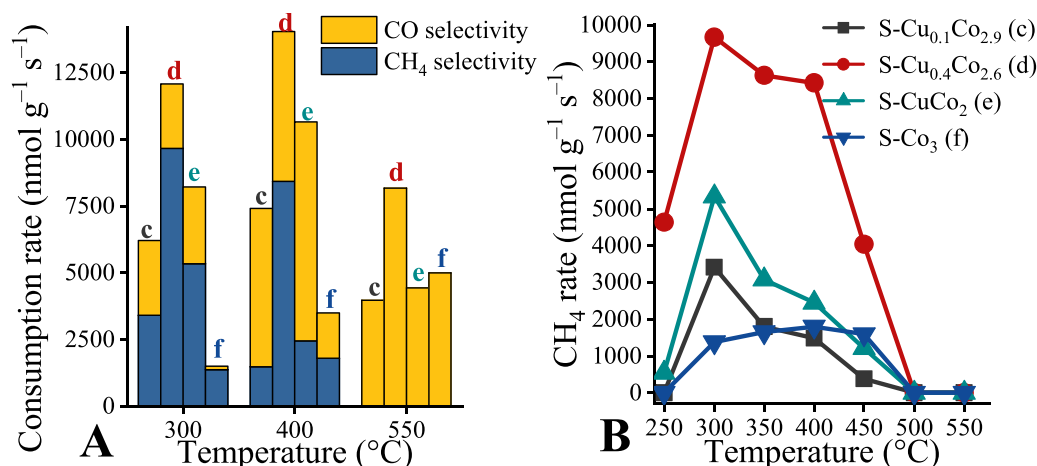 CO selectivity
CH₄ selectivity
Consumption rate (nmol g⁻¹ s⁻¹)
12500
10000
7500
5000
2500
0
c
d
e
f
c
d
e
f
c
d
e
f
300
400
550
Temperature (°C)
A
S-Cu₀.₁Co₂.₉ (c)
S-Cu₀.₄Co₂.₆ (d)
S-CuCo₂ (e)
S-Co₃ (f)
CH₄ rate (nmol g⁻¹ s⁻¹)
10000
9000
8000
7000
6000
5000
4000
3000
2000
1000
0
250 300 350 400 450 500 550
Temperature (°C)
B